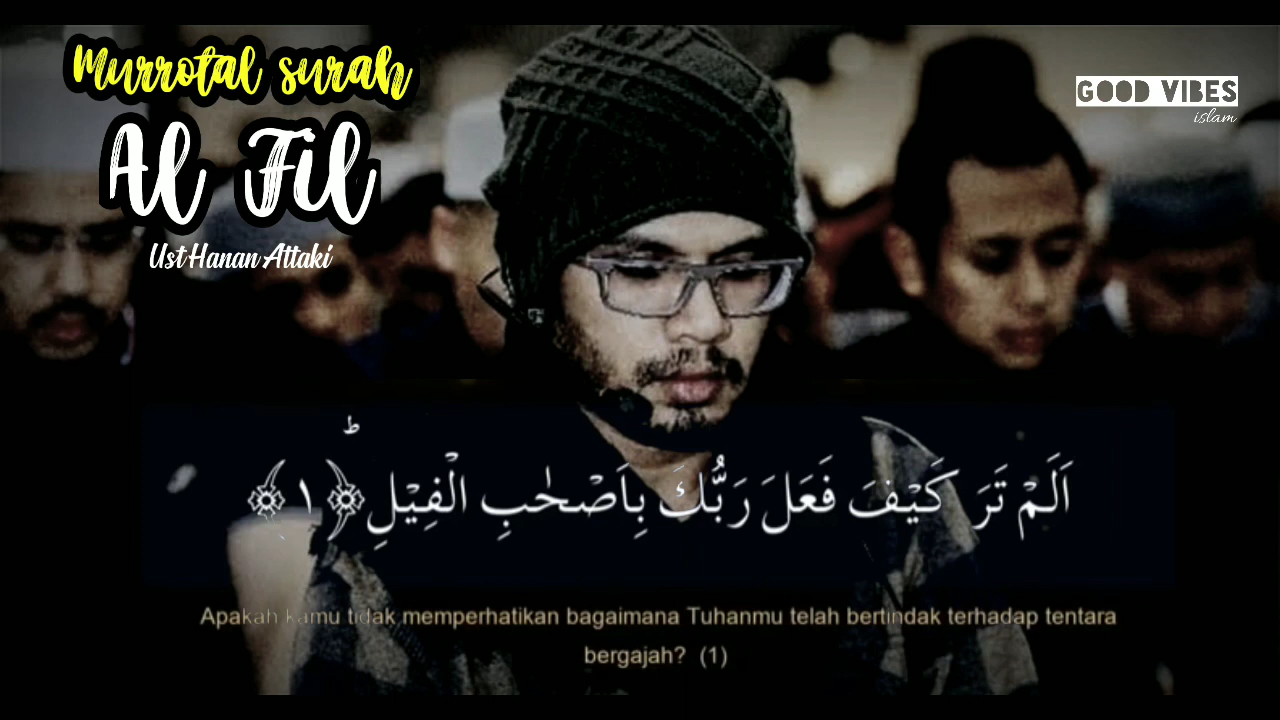 Murrotal surah
Al Fil
Ust Hanan Attaki
GOOD VIBES
islam
اَلَمْ تَرَ كَيْفَ فَعَلَ رَبُّكَ بِاَصْحٰبِ الْفِيْلِۗ ﴿١﴾
Apakah kamu tidak memperhatikan bagaimana Tuhanmu telah bertindak terhadap tentara
bergajah? (1)